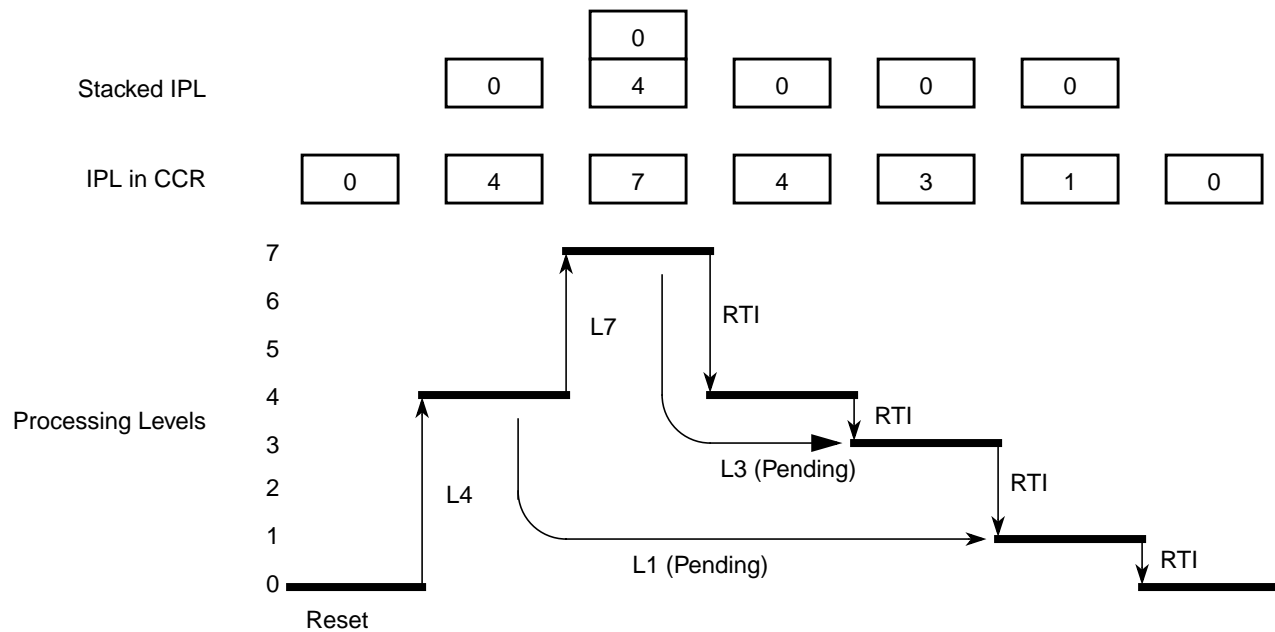 0
Stacked IPL 0 4 0 0 0
IPL in CCR 0 4 7 4 3 1 0
7
6
L7 RTI
5
4
Processing Levels RTI
3
L3 (Pending)
2 L4 RTI
1
L1 (Pending) RTI
0
Reset